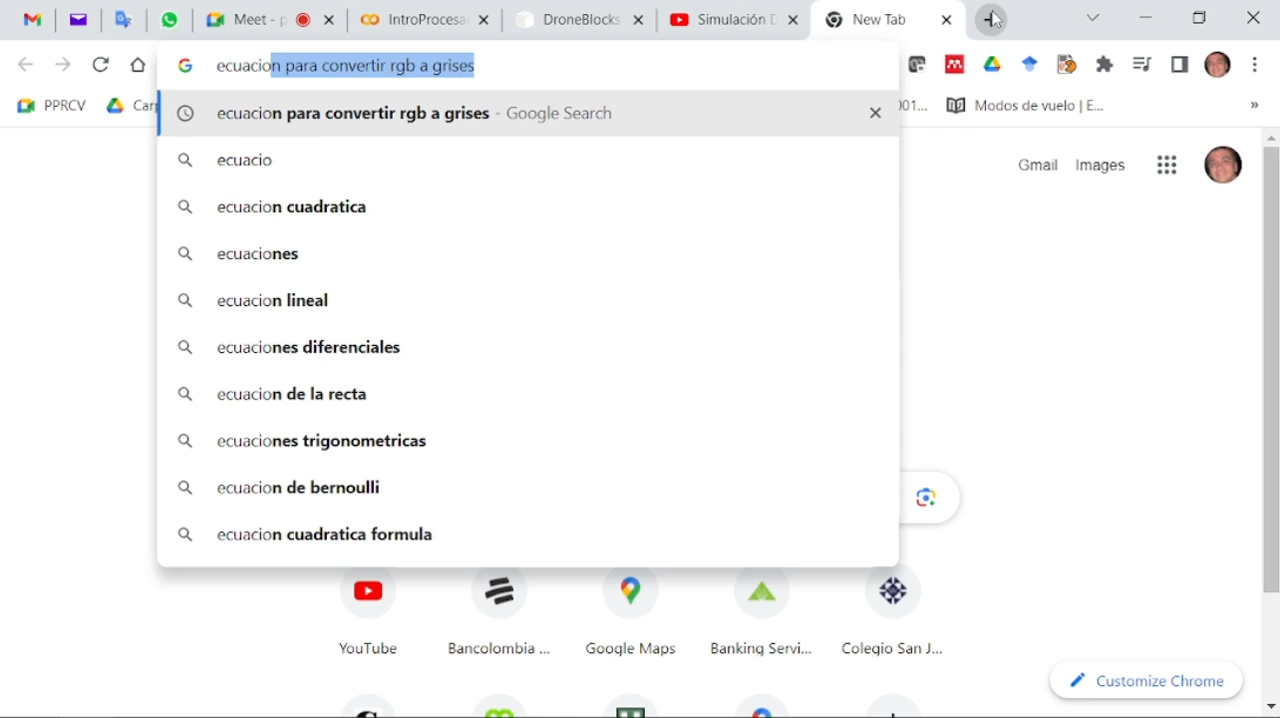 Meet - p
IntroProcesa
DroneBlocks
Simulación D
New Tab
ecuacion para convertir rgb a grises
PPRCV
Carp
001...
Modos de vuelo | E...
»
ecuacion para convertir rgb a grises - Google Search
ecuacio
ecuacion cuadratica
ecuaciones
ecuacion lineal
ecuaciones diferenciales
ecuacion de la recta
ecuaciones trigonometricas
ecuacion de bernoulli
ecuacion cuadratica formula
Gmail
Images
YouTube
Bancolombia ...
Google Maps
Banking Servi...
Colegio San J...
Customize Chrome